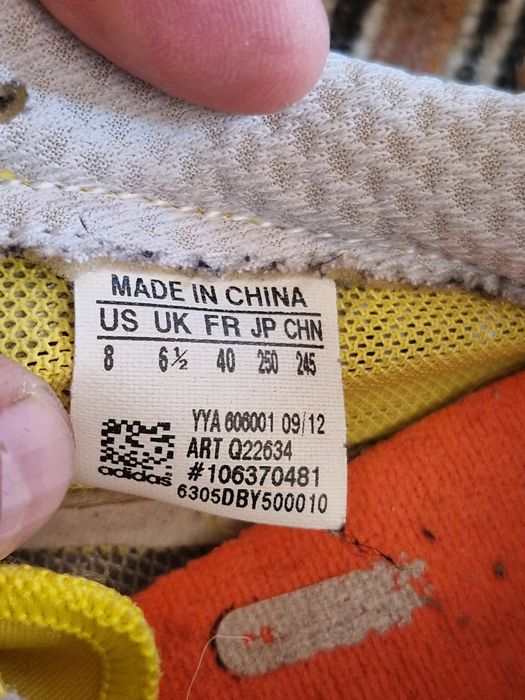 MADE IN CHINA
US UK FR JP CHN
8 6½ 40 250 245
YYA 606001 09/12
ART Q22634
#106370481
adidas
6305DBY500010